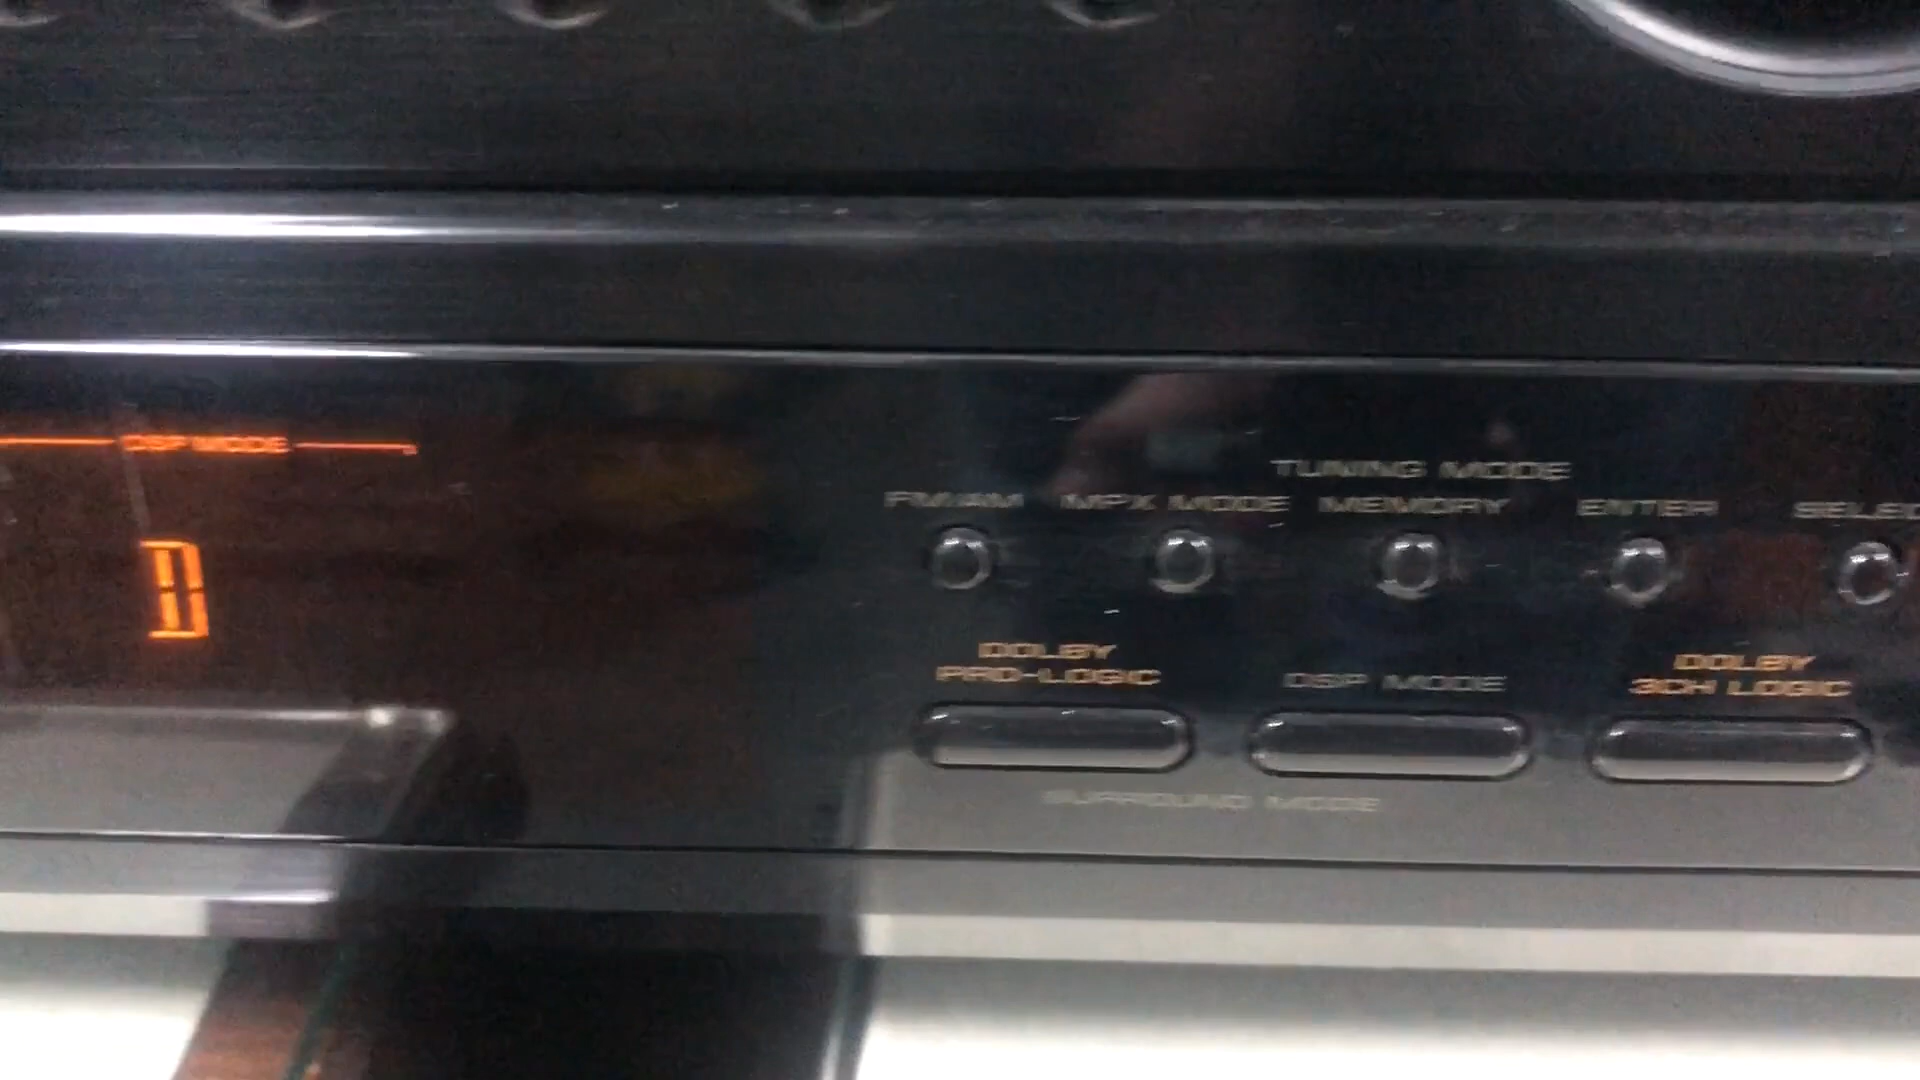 DSP MODE
D
TUNING MODE
FM/AM MPX MODE MEMORY ENTER SELEC
DOLBY
PRO-LOGIC
DSP MODE
DOLBY
3CH LOGIC
SURROUND MODE